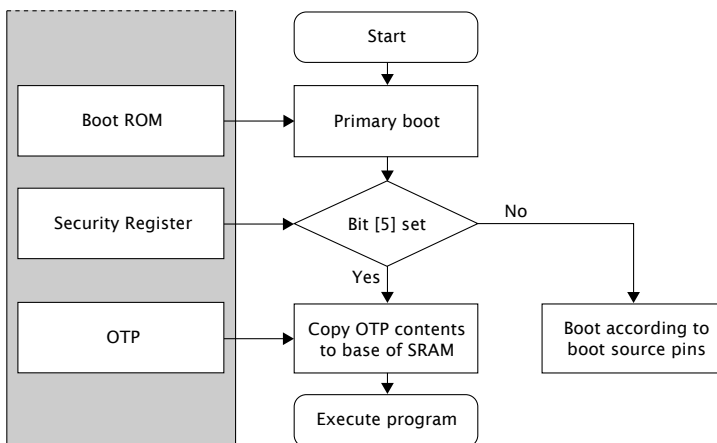 Start
Boot ROM
Primary boot
Security Register
Bit [5] set
No
Yes
OTP
Copy OTP contents
to base of SRAM
Boot according to
boot source pins
Execute program